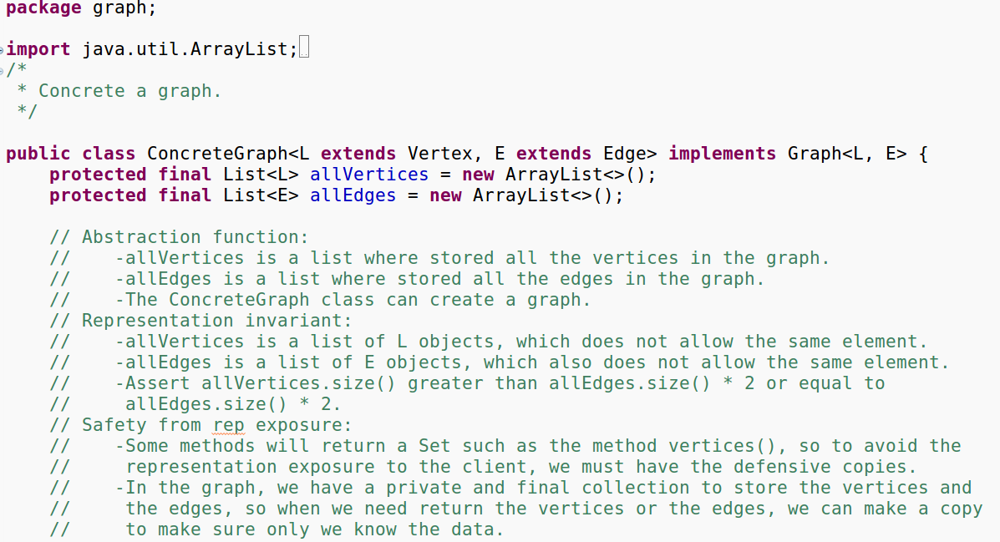 package graph;
import java.util.ArrayList;
/*
 * Concrete a graph.
 */
public class ConcreteGraph<L extends Vertex, E extends Edge> implements Graph<L, E> {
    protected final List<L> allVertices = new ArrayList<>();
    protected final List<E> allEdges = new ArrayList<>();
    // Abstraction function:
    //    -allVertices is a list where stored all the vertices in the graph.
    //    -allEdges is a list where stored all the edges in the graph.
    //    -The ConcreteGraph class can create a graph.
    // Representation invariant:
    //    -allVertices is a list of L objects, which does not allow the same element.
    //    -allEdges is a list of E objects, which also does not allow the same element.
    //    -Assert allVertices.size() greater than allEdges.size() * 2 or equal to
    //     allEdges.size() * 2.
    // Safety from rep exposure:
    //    -Some methods will return a Set such as the method vertices(), so to avoid the
    //     representation exposure to the client, we must have the defensive copies.
    //    -In the graph, we have a private and final collection to store the vertices and
    //     the edges, so when we need return the vertices or the edges, we can make a copy
    //     to make sure only we know the data.